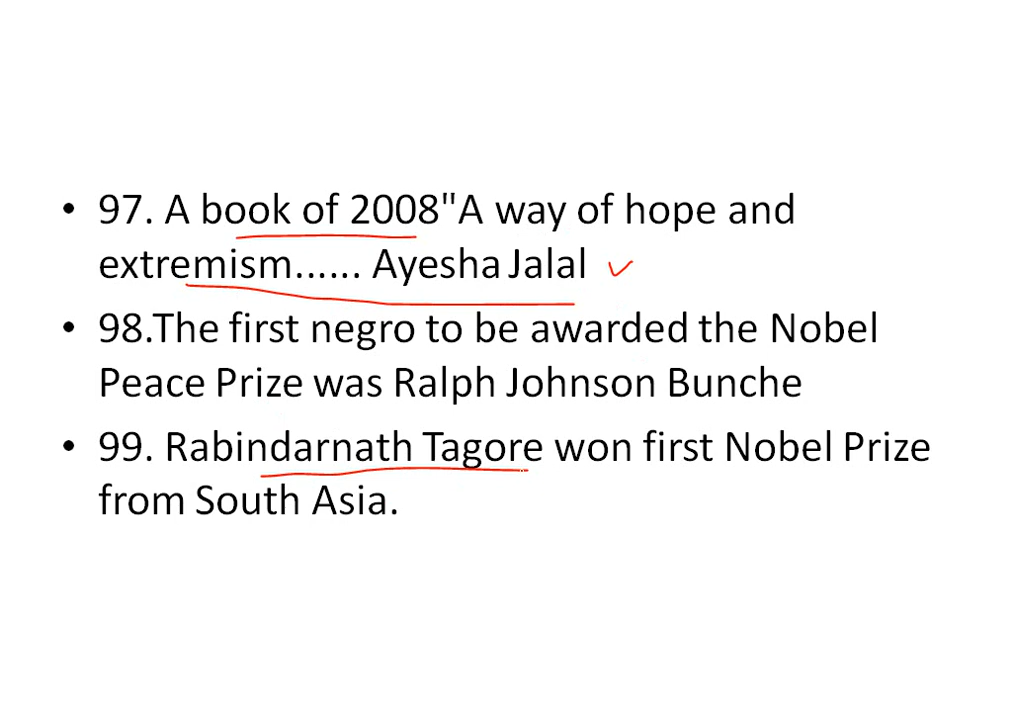 • 97. A book of 2008"A way of hope and
extremism...... Ayesha Jalal ✓
• 98.The first negro to be awarded the Nobel
Peace Prize was Ralph Johnson Bunche
• 99. Rabindarnath Tagore won first Nobel Prize
from South Asia.